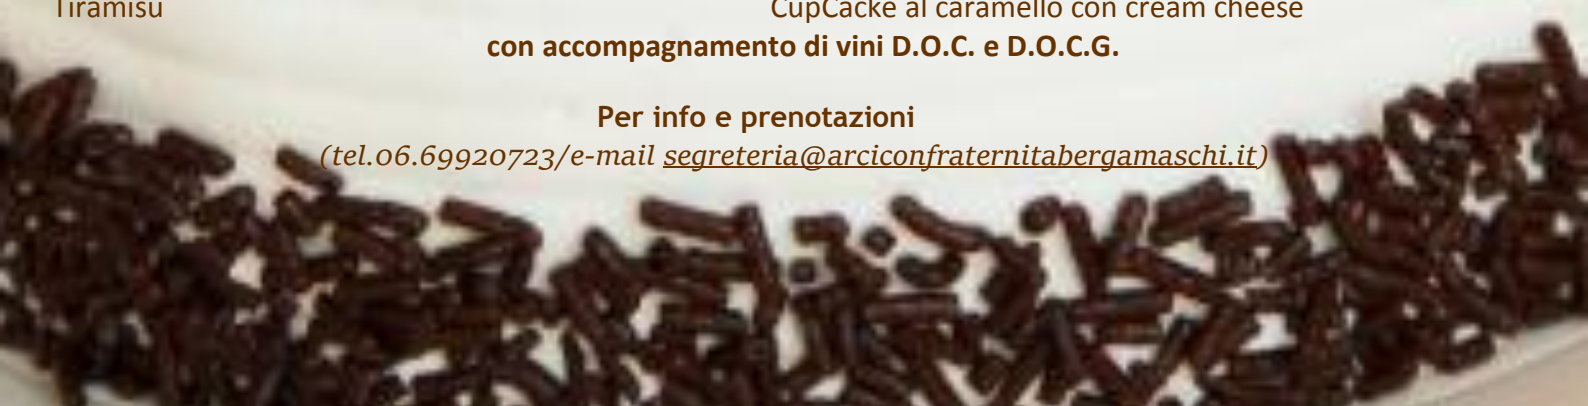 Tiramisù CupCacke al caramello con cream cheese
con accompagnamento di vini D.O.C. e D.O.C.G.
Per info e prenotazioni
(tel.06.69920723/e-mail segreteria@arciconfraternitabergamaschi.it)